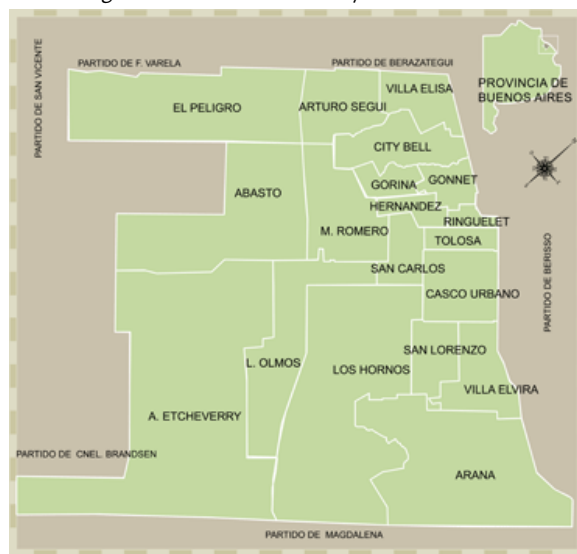 PARTIDO DE F. VARELA
PARTIDO DE BERAZATEGUI
PROVINCIA DE
BUENOS AIRES
PARTIDO DE SAN VICENTE
VILLA ELISA
EL PELIGRO
ARTURO SEGUI
CITY BELL
GONNET
GORINA
ABASTO
HERNANDEZ
RINGUELET
M. ROMERO
TOLOSA
SAN CARLOS
CASCO URBANO
PARTIDO DE BERISSO
SAN LORENZO
L. OLMOS
LOS HORNOS
VILLA ELVIRA
A. ETCHEVERRY
PARTIDO DE CNEL. BRANDSEN
ARANA
PARTIDO DE MAGDALENA